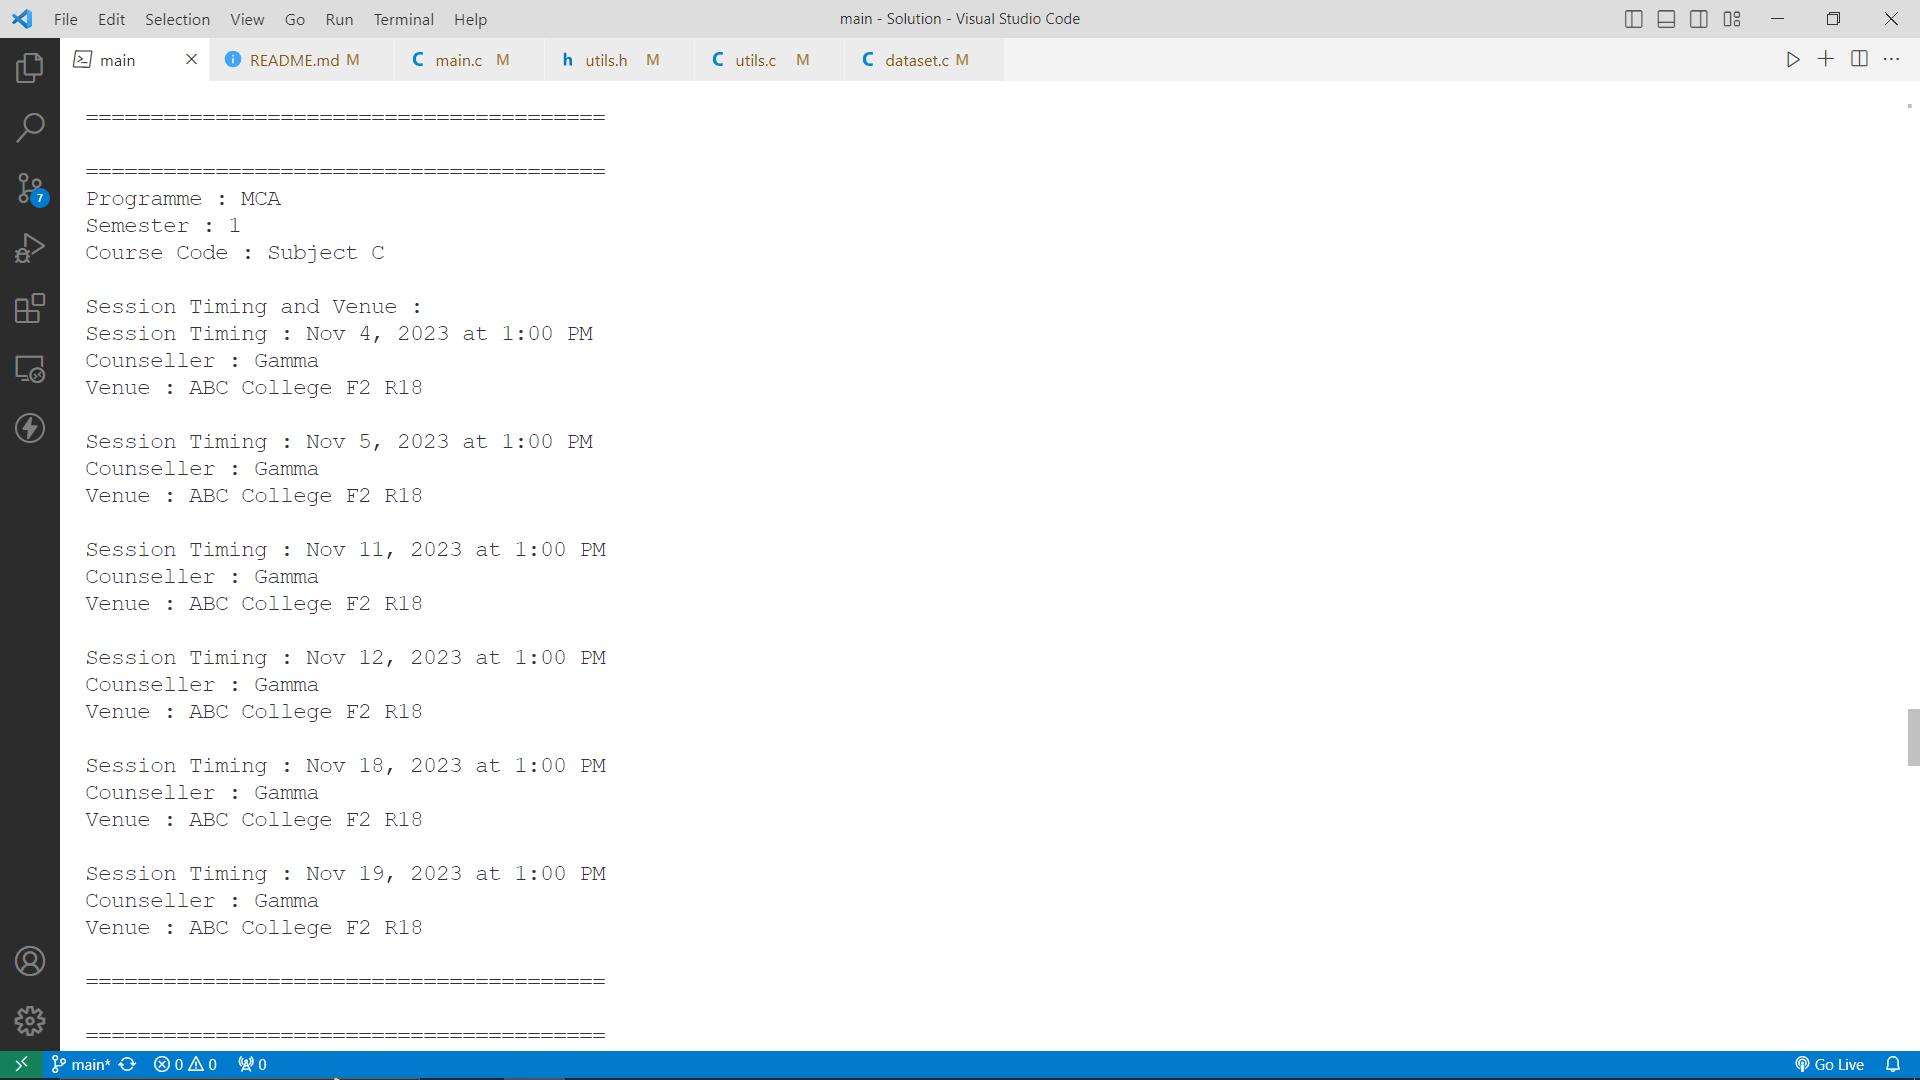 File Edit Selection View Go Run Terminal Help
main - Solution - Visual Studio Code
main README.md M main.c M utils.h M utils.c M dataset.c M
========================================
========================================
Programme : MCA
Semester : 1
Course Code : Subject C
Session Timing and Venue :
Session Timing : Nov 4, 2023 at 1:00 PM
Counseller : Gamma
Venue : ABC College F2 R18
Session Timing : Nov 5, 2023 at 1:00 PM
Counseller : Gamma
Venue : ABC College F2 R18
Session Timing : Nov 11, 2023 at 1:00 PM
Counseller : Gamma
Venue : ABC College F2 R18
Session Timing : Nov 12, 2023 at 1:00 PM
Counseller : Gamma
Venue : ABC College F2 R18
Session Timing : Nov 18, 2023 at 1:00 PM
Counseller : Gamma
Venue : ABC College F2 R18
Session Timing : Nov 19, 2023 at 1:00 PM
Counseller : Gamma
Venue : ABC College F2 R18
========================================
========================================
7
main* 0 0 0 Go Live